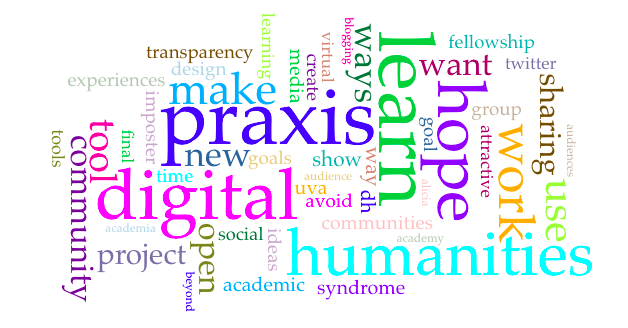 blogging
learning
virtual
ways
learn
fellowship
transparency
want
twitter
experiences
design
media
create
make
hope
sharing
imposter
praxis
group
goal
work
audiences
tools
final
tool
community
new
goals
show
way
attractive
time
audience
uva
avoid
dh
alicia
use
digital
communities
academia
open
social
ideas
academy
project
humanities
beyond
academic
syndrome